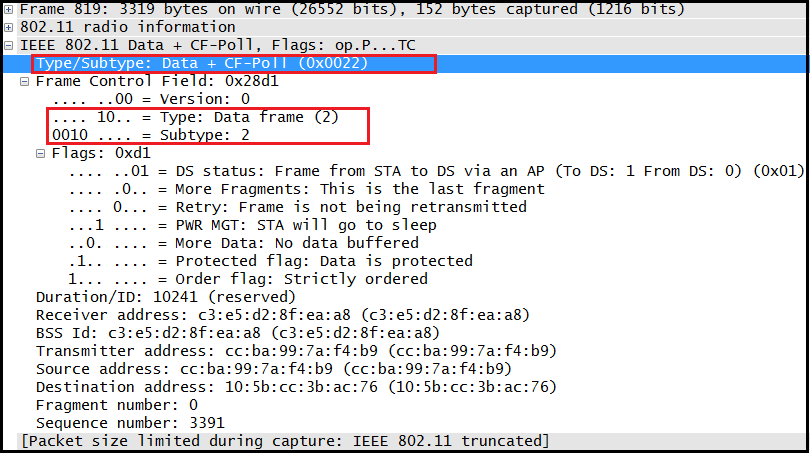 Frame 819: 3319 bytes on wire (26552 bits), 152 bytes captured (1216 bits)
802.11 radio information
IEEE 802.11 Data + CF-Poll, Flags: op.P...TC
Type/Subtype: Data + CF-Poll (0x0022)
Frame Control Field: 0x28d1
.... ..00 = Version: 0
.... 10.. = Type: Data frame (2)
0010 .... = Subtype: 2
Flags: 0xd1
.... ..01 = DS status: Frame from STA to DS via an AP (To DS: 1 From DS: 0) (0x01)
.... .0.. = More Fragments: This is the last fragment
.... 0... = Retry: Frame is not being retransmitted
...1 .... = PWR MGT: STA will go to sleep
..0. .... = More Data: No data buffered
.1.. .... = Protected flag: Data is protected
1... .... = Order flag: Strictly ordered
Duration/ID: 10241 (reserved)
Receiver address: c3:e5:d2:8f:ea:a8 (c3:e5:d2:8f:ea:a8)
BSS Id: c3:e5:d2:8f:ea:a8 (c3:e5:d2:8f:ea:a8)
Transmitter address: cc:ba:99:7a:f4:b9 (cc:ba:99:7a:f4:b9)
Source address: cc:ba:99:7a:f4:b9 (cc:ba:99:7a:f4:b9)
Destination address: 10:5b:cc:3b:ac:76 (10:5b:cc:3b:ac:76)
Fragment number: 0
Sequence number: 3391
[Packet size limited during capture: IEEE 802.11 truncated]